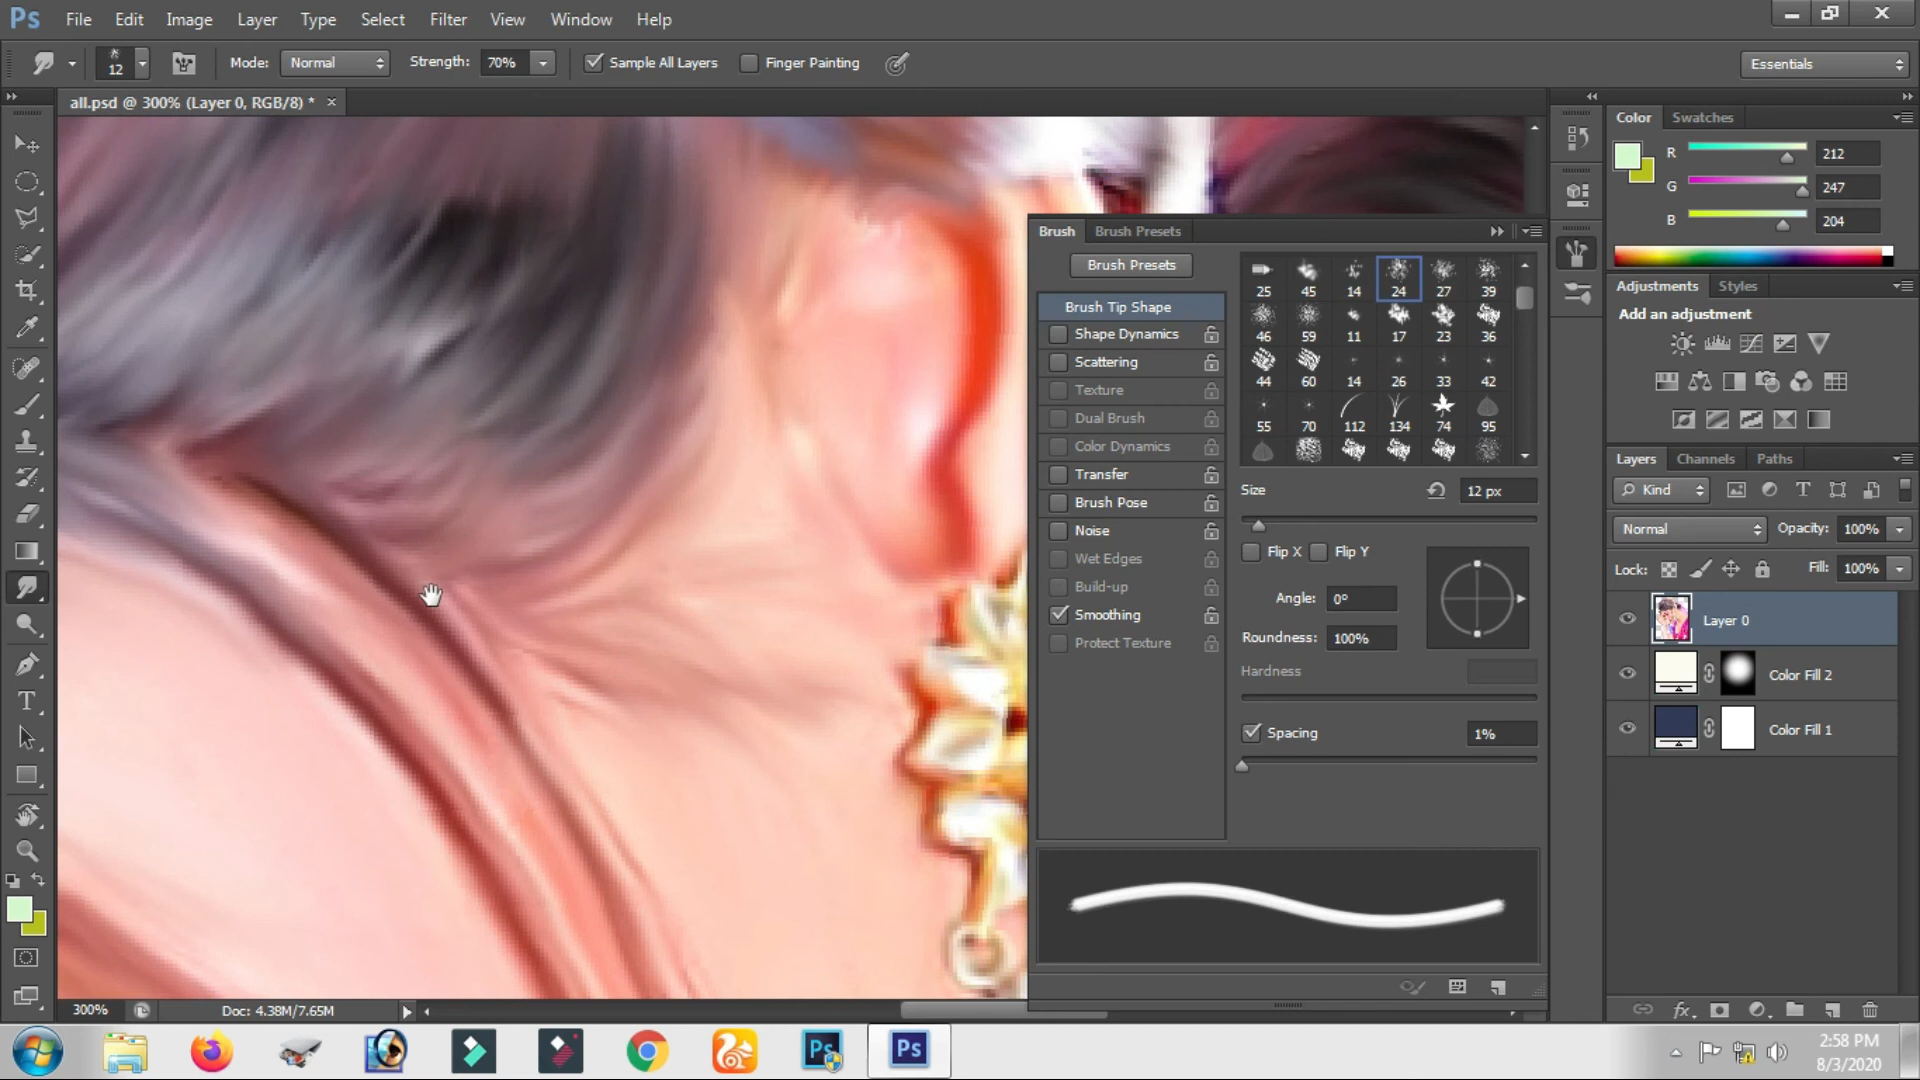 Ps File Edit Image Layer Type Select Filter View Window Help
12 Mode: Normal Strength: 70% Sample All Layers Finger Painting Essentials
all.psd @ 300% (Layer 0, RGB/8) * ×
Color Swatches
R 212
G 247
B 204
Brush Brush Presets
Brush Presets
Brush Tip Shape
Shape Dynamics
Scattering
Texture
Dual Brush
Color Dynamics
Transfer
Brush Pose
Noise
Wet Edges
Build-up
Smoothing
Protect Texture
25 45 14 24 27 39
46 59 11 17 23 36
44 60 14 26 33 42
55 70 112 134 74 95
Size 12 px
Flip X Flip Y
Angle: 0º
Roundness: 100%
Hardness
Spacing 1%
Adjustments Styles
Add an adjustment
Layers Channels Paths
Kind
Normal Opacity: 100%
Lock: Fill: 100%
Layer 0
Color Fill 2
Color Fill 1
300% Doc: 4.38M/7.65M
Ps Ps
2:58 PM
8/3/2020